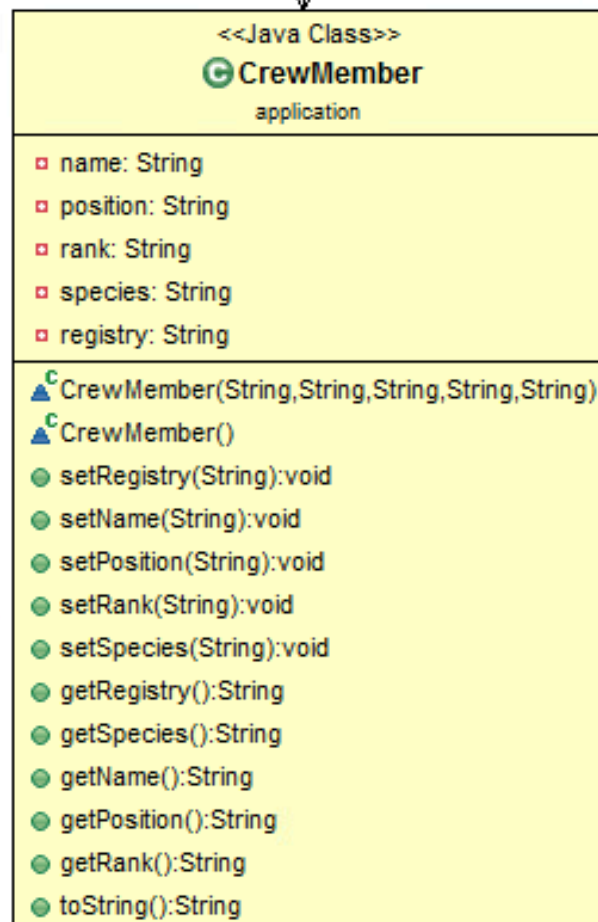 <<Java Class>>
CrewMember
application
name: String
position: String
rank: String
species: String
registry: String
CrewMember(String,String,String,String,String)
CrewMember()
setRegistry(String):void
setName(String):void
setPosition(String):void
setRank(String):void
setSpecies(String):void
getRegistry():String
getSpecies():String
getName():String
getPosition():String
getRank():String
toString():String